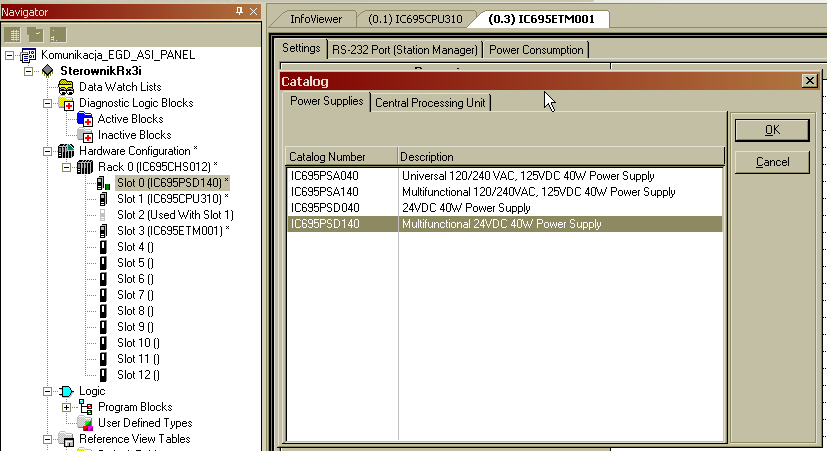 Navigator
InfoViewer
(0.1) IC695CPU310
(0.3) IC695ETM001
Komunikacja_EGD_ASI_PANEL
SterownikRx3i
Data Watch Lists
Diagnostic Logic Blocks
Active Blocks
Inactive Blocks
Hardware Configuration *
Rack 0 (IC695CHS012) *
Slot 0 (IC695PSD140) *
Slot 1 (IC695CPU310) *
Slot 2 (Used With Slot 1)
Slot 3 (IC695ETM001) *
Slot 4 ()
Slot 5 ()
Slot 6 ()
Slot 7 ()
Slot 8 ()
Slot 9 ()
Slot 10 ()
Slot 11 ()
Slot 12 ()
Logic
Program Blocks
User Defined Types
Reference View Tables
Settings
RS-232 Port (Station Manager)
Power Consumption
Catalog
Power Supplies
Central Processing Unit
OK
Cancel
Catalog Number Description
IC695PSA040 Universal 120/240 VAC, 125VDC 40W Power Supply
IC695PSA140 Multifunctional 120/240VAC, 125VDC 40W Power Supply
IC695PSD040 24VDC 40W Power Supply
IC695PSD140 Multifunctional 24VDC 40W Power Supply